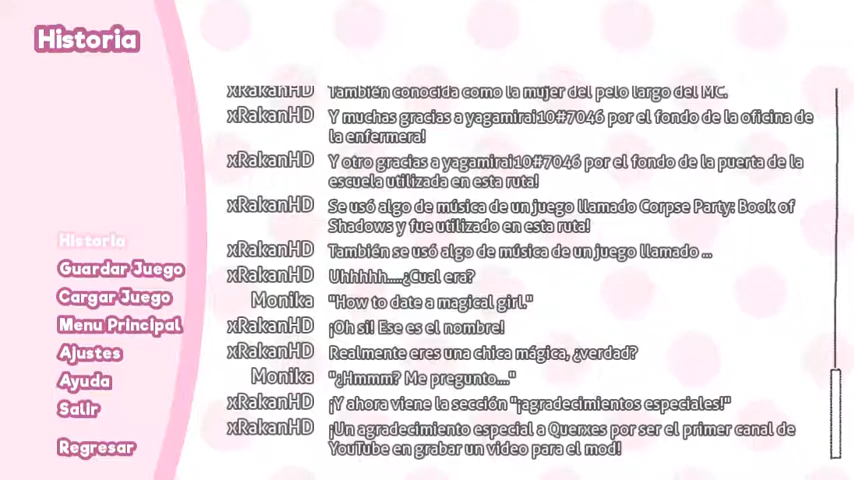 Historia
xRakanHD También conocida como la mujer del pelo largo del MC.
xRakanHD Y muchas gracias a yagamirai10#7046 por el fondo de la oficina de
la enfermera!
xRakanHD Y otro gracias a yagamirai10#7046 por el fondo de la puerta de la
escuela utilizada en esta ruta!
xRakanHD Se usó algo de música de un juego llamado Corpse Party: Book of
Shadows y fue utilizado en esta ruta!
xRakanHD También se usó algo de música de un juego llamado ...
xRakanHD Uhhhhh.....¿Cual era?
Monika "How to date a magical girl."
xRakanHD ¡Oh si! Ese es el nombre!
xRakanHD Realmente eres una chica mágica, ¿verdad?
Monika "¿Hmmm? Me pregunto...."
xRakanHD ¡Y ahora viene la sección "¡agradecimientos especiales!"
xRakanHD ¡Un agradecimiento especial a Querxes por ser el primer canal de
YouTube en grabar un video para el mod!
Historia
Guardar Juego
Cargar Juego
Menu Principal
Ajustes
Ayuda
Salir
Regresar